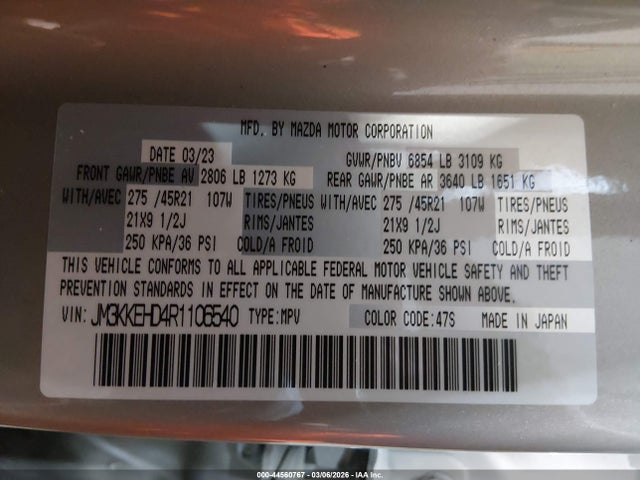 MFD. BY MAZDA MOTOR CORPORATION
DATE 03/23 GVWR/PNBV 6854 LB 3109 KG
FRONT GAWR/PNBE AV 2806 LB 1273 KG REAR GAWR/PNBE AR 3640 LB 1651 KG
WITH/AVEC 275 /45R21 107W TIRES/PNEUS WITH/AVEC 275 /45R21 107W TIRES/PNEUS
21X9 1/2J RIMS/JANTES 21X9 1/2J RIMS/JANTES
250 KPA/36 PSI COLD/A FROID 250 KPA/36 PSI COLD/A FROID
THIS VEHICLE CONFORMS TO ALL APPLICABLE FEDERAL MOTOR VEHICLE SAFETY AND THEFT
PREVENTION STANDARDS IN EFFECT ON THE DATE OF MANUFACTURE SHOWN ABOVE.
VIN: JM3KKEHD4R1106540 TYPE:MPV COLOR CODE:47S MADE IN JAPAN
000-44560767 - 03/06/2026 - IAA Inc.